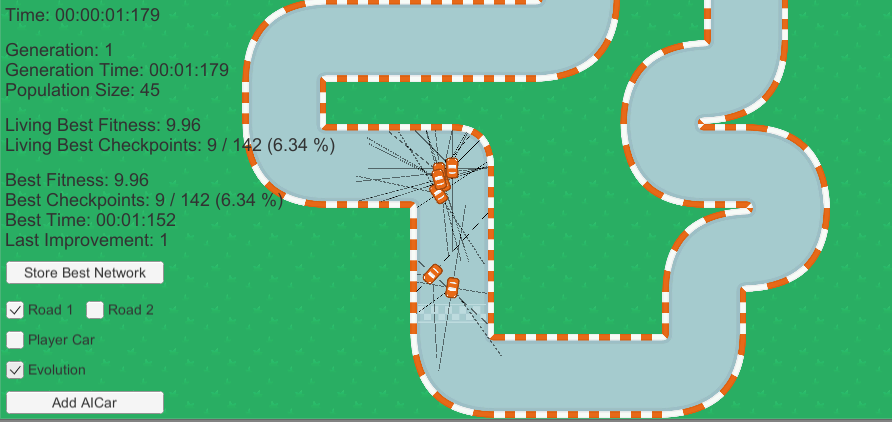 Time: 00:00:01:179
Generation: 1
Generation Time: 00:01:179
Population Size: 45
Living Best Fitness: 9.96
Living Best Checkpoints: 9 / 142 (6.34 %)
Best Fitness: 9.96
Best Checkpoints: 9 / 142 (6.34 %)
Best Time: 00:01:152
Last Improvement: 1
Store Best Network
Road 1 Road 2
Player Car
Evolution
Add AICar